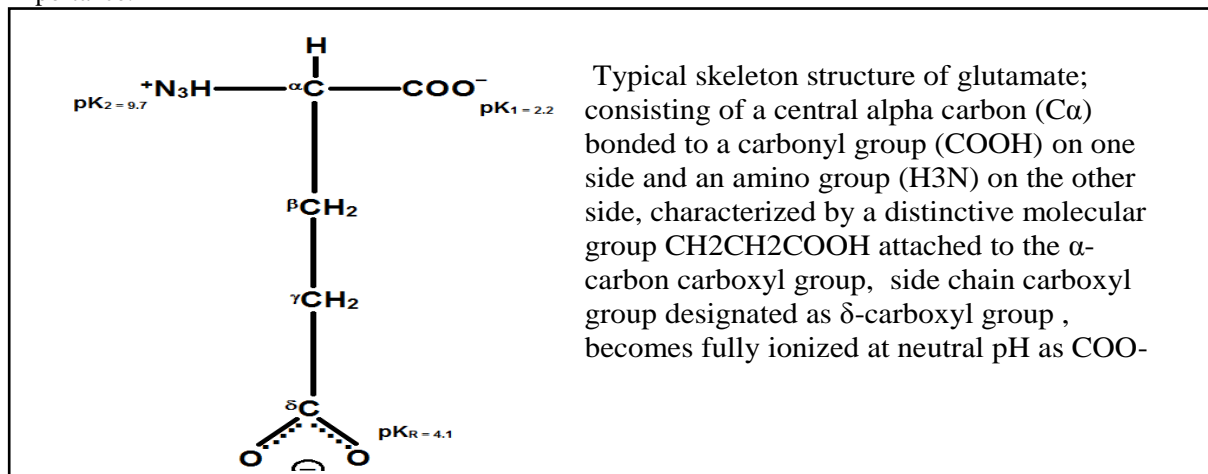 H
⁺N₃H
αC
COO⁻
pK₂ = 9.7
pK₁ = 2.2
βCH₂
γCH₂
δC
pKR = 4.1
O
O
−
Typical skeleton structure of glutamate;
consisting of a central alpha carbon (Cα)
bonded to a carbonyl group (COOH) on one
side and an amino group (H3N) on the other
side, characterized by a distinctive molecular
group CH2CH2COOH attached to the α-
carbon carboxyl group, side chain carboxyl
group designated as δ-carboxyl group ,
becomes fully ionized at neutral pH as COO-